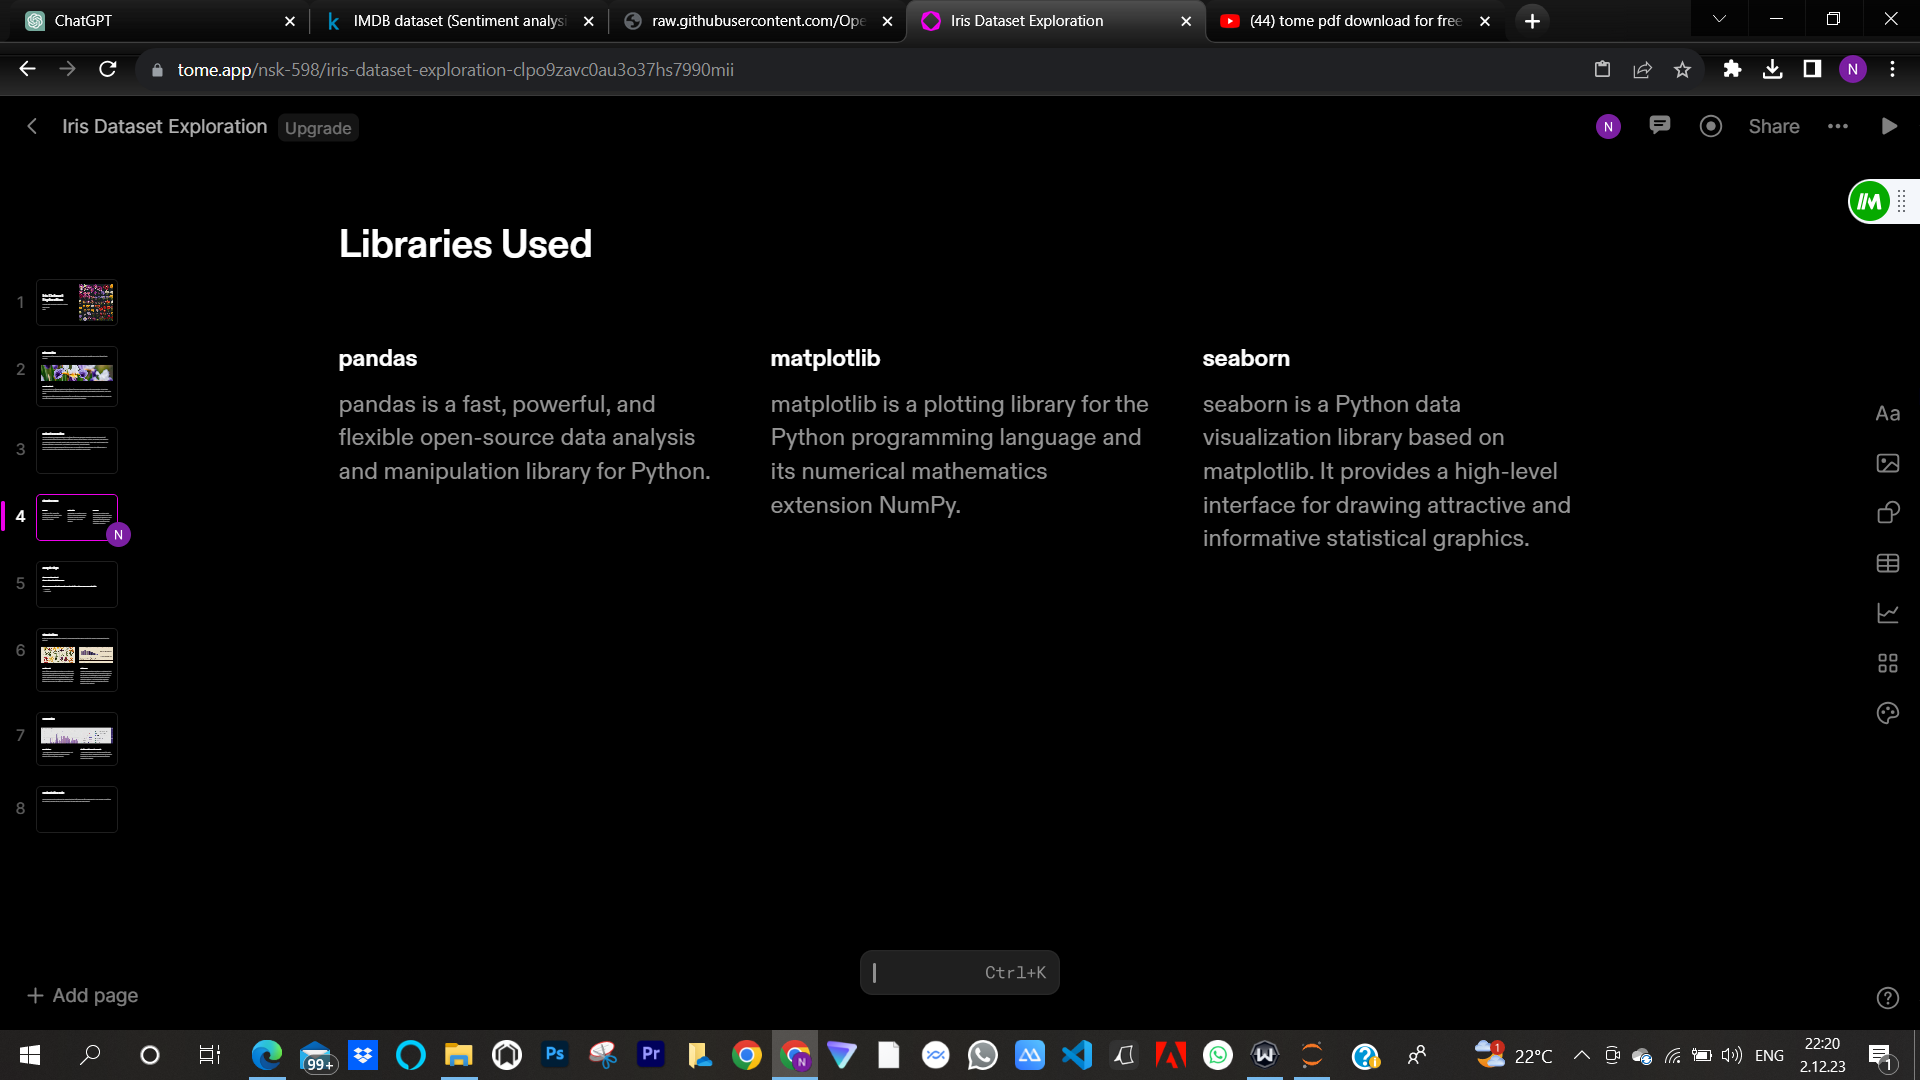 ChatGPT
IMDB dataset (Sentiment analysi
raw.githubusercontent.com/Ope
Iris Dataset Exploration
(44) tome pdf download for free
tome.app/nsk-598/iris-dataset-exploration-clpo9zavc0au3o37hs7990mii
N
Iris Dataset Exploration
Upgrade
N
Share
Libraries Used
pandas
pandas is a fast, powerful, and
flexible open-source data analysis
and manipulation library for Python.
matplotlib
matplotlib is a plotting library for the
Python programming language and
its numerical mathematics
extension NumPy.
seaborn
seaborn is a Python data
visualization library based on
matplotlib. It provides a high-level
interface for drawing attractive and
informative statistical graphics.
1
2
3
4
N
5
6
7
8
Aa
Ctrl+K
+ Add page
99+
Ps
Pr
N
22°C
1
ENG
22:20
2.12.23
1